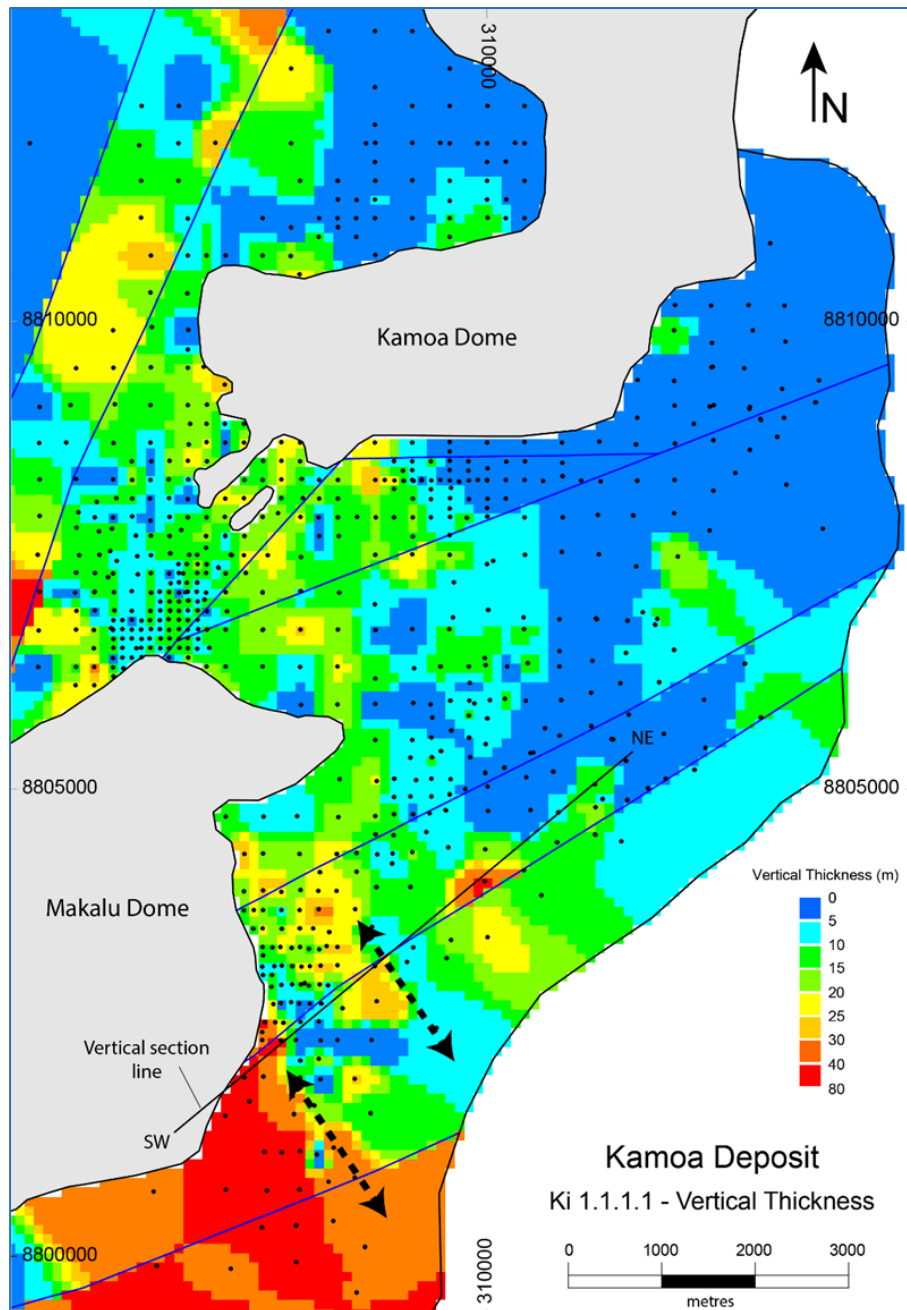 310000
N
8810000
Kamoa Dome
8810000
NE
8805000
8805000
Makalu Dome
Vertical Thickness (m)
0
5
10
15
20
25
30
40
80
Vertical section
line
SW
Kamoa Deposit
Ki 1.1.1.1 - Vertical Thickness
8800000
310000
0 1000 2000 3000
metres